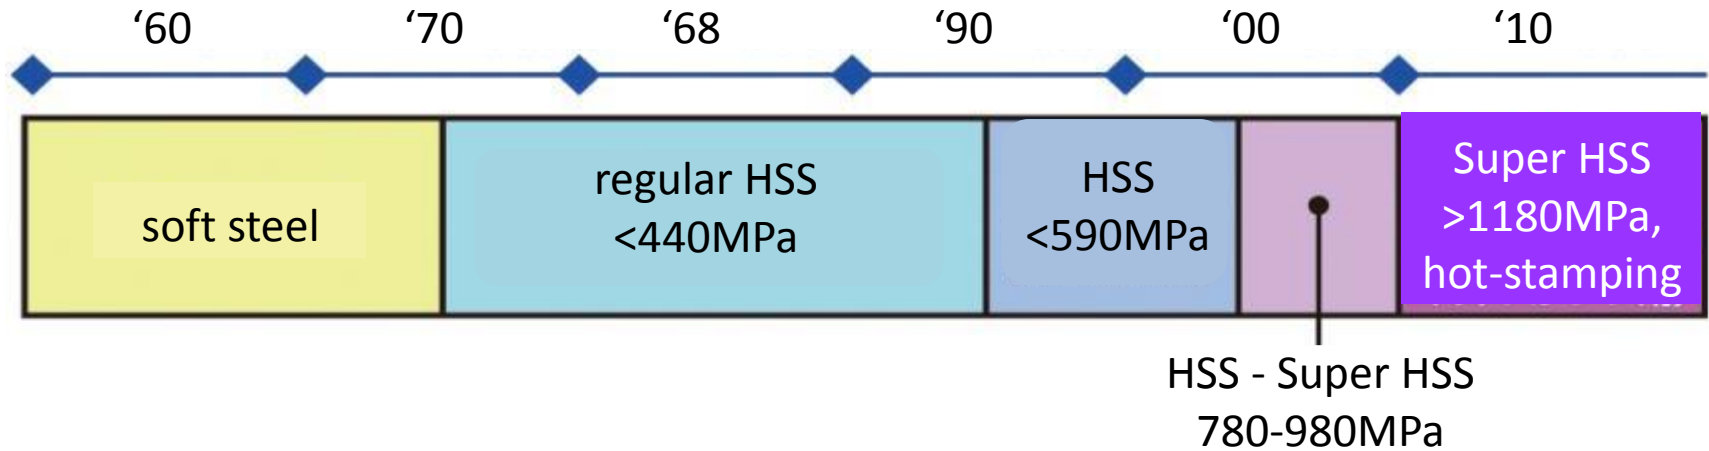 ‘60 ‘70 ‘68 ‘90 ‘00 ‘10
soft steel
regular HSS
<440MPa
HSS
<590MPa
Super HSS
>1180MPa,
hot-stamping
HSS - Super HSS
780-980MPa